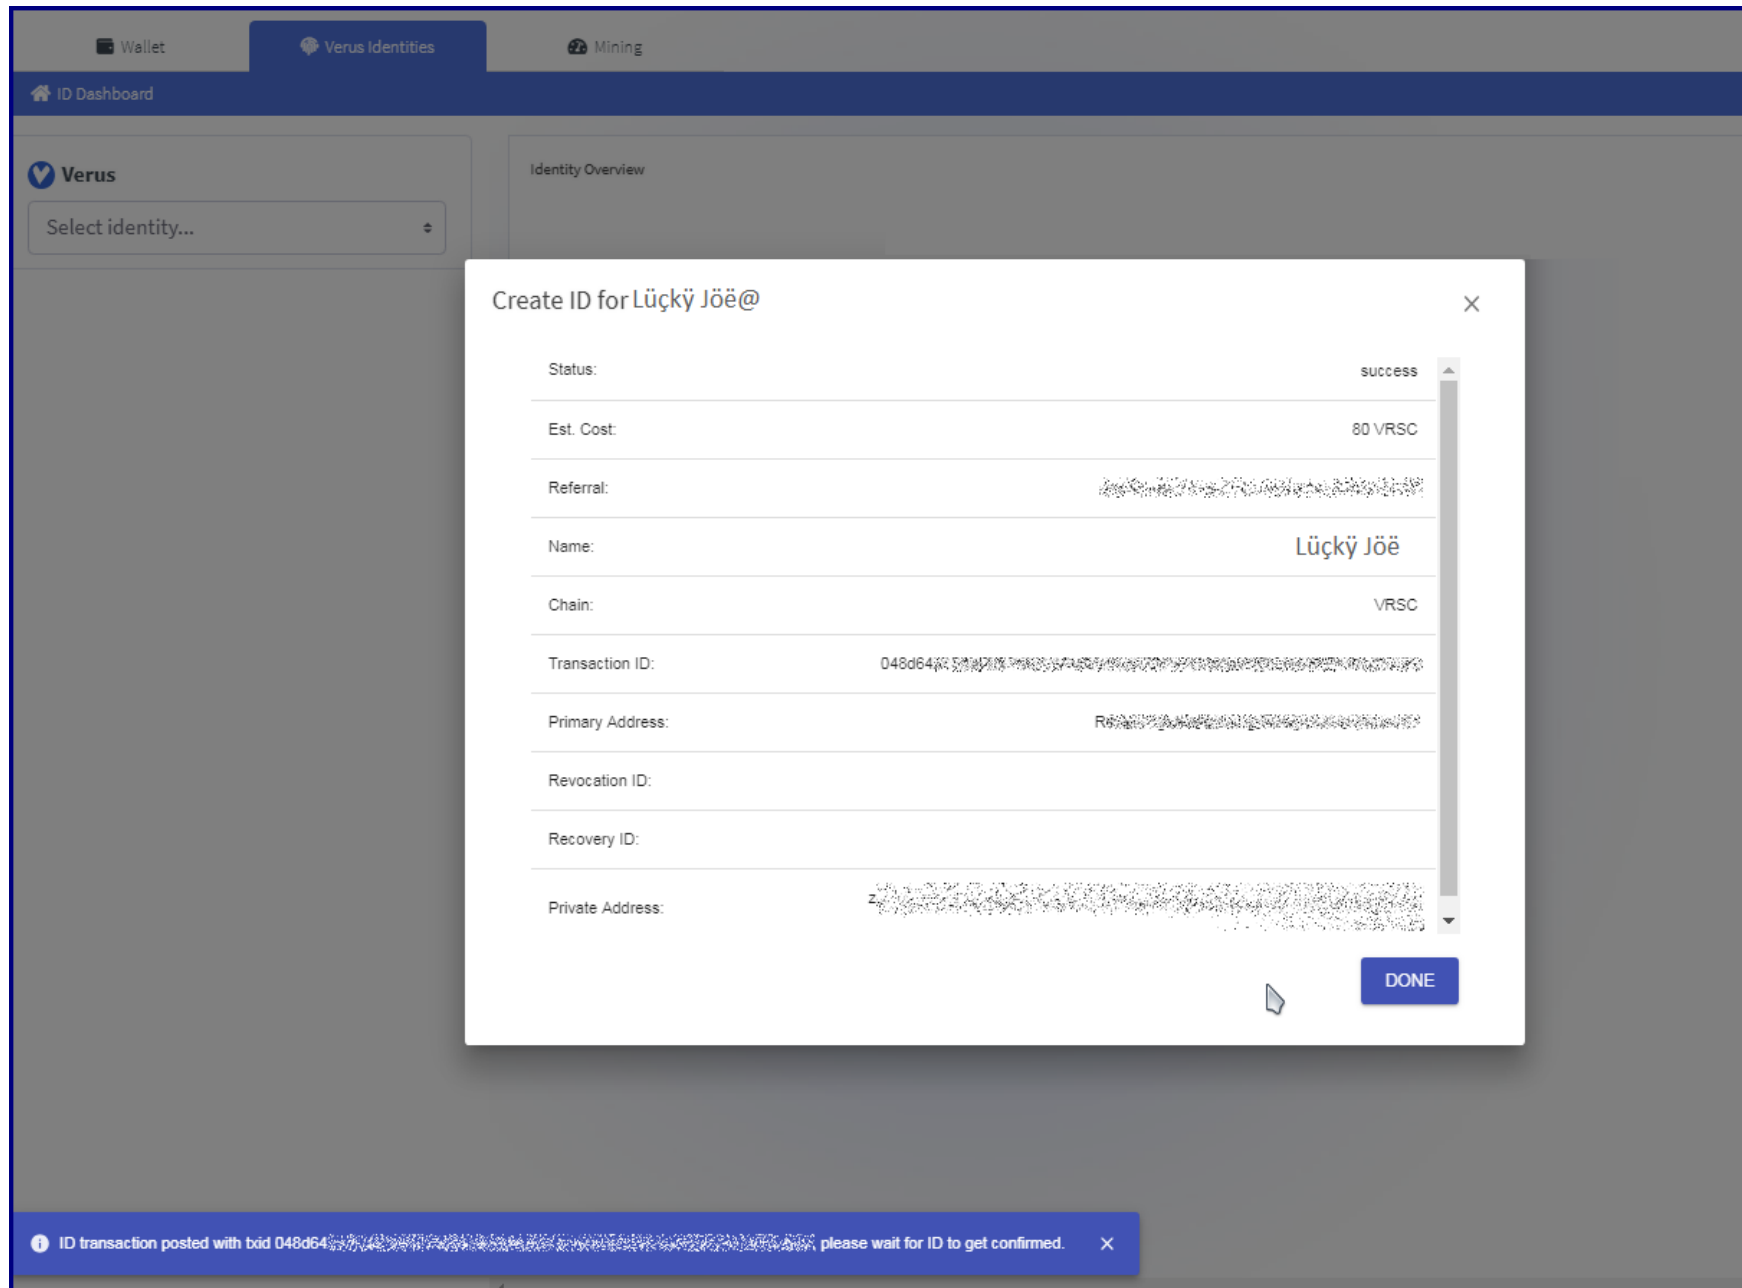 Wallet
Verus Identities
Mining
ID Dashboard
Verus
Select identity...
Identity Overview
Create ID for Lüçkÿ Jöë@
Status: success
Est. Cost: 80 VRSC
Referral:
Name: Lüçkÿ Jöë
Chain: VRSC
Transaction ID: 048d64
Primary Address: R
Revocation ID:
Recovery ID:
Private Address: z
DONE
ID transaction posted with txid 048d64 please wait for ID to get confirmed.